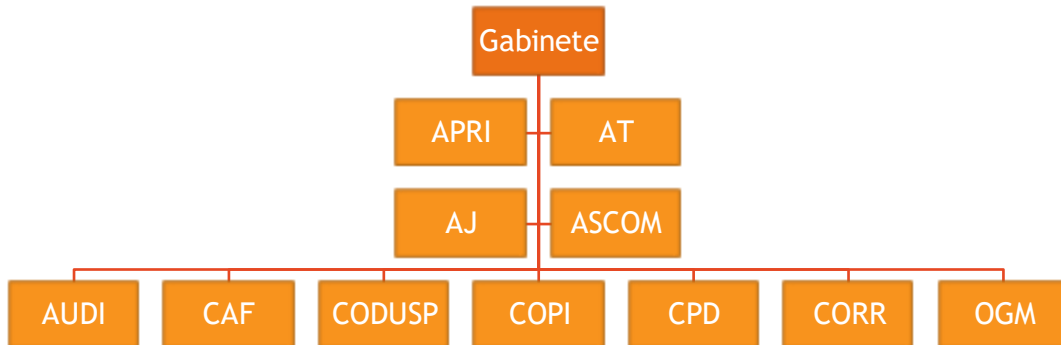 Gabinete
APRI
AT
AJ
ASCOM
AUDI
CAF
CODUSP
COPI
CPD
CORR
OGM